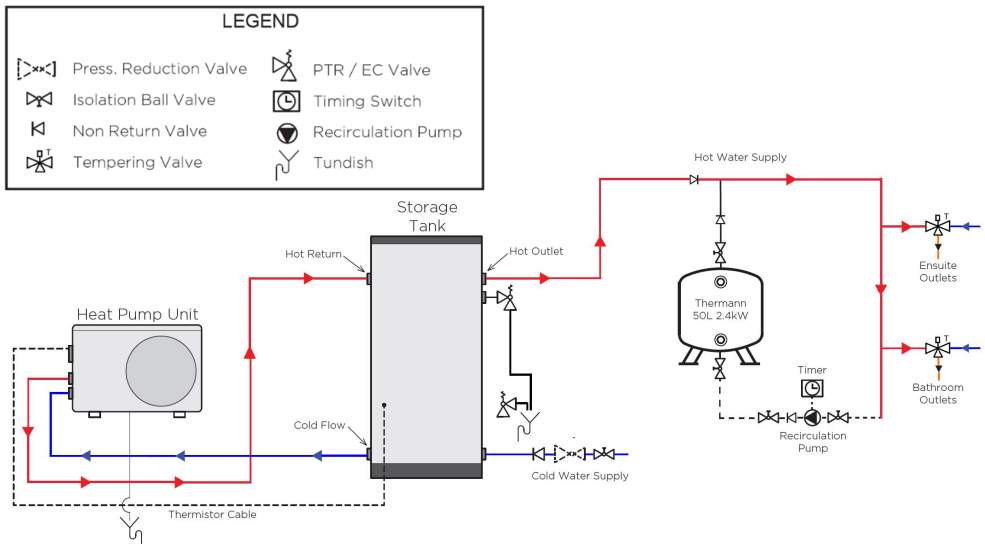 LEGEND
Press. Reduction Valve
PTR / EC Valve
Isolation Ball Valve
Timing Switch
Non Return Valve
Recirculation Pump
T
Tempering Valve
Tundish
Hot Water Supply
Storage
Tank
Hot Return
Hot Outlet
T
Ensuite
Outlets
Thermann
50L 2.4kW
Heat Pump Unit
T
Timer
Bathroom
Outlets
Cold Flow
Recirculation
Pump
Cold Water Supply
Thermistor Cable